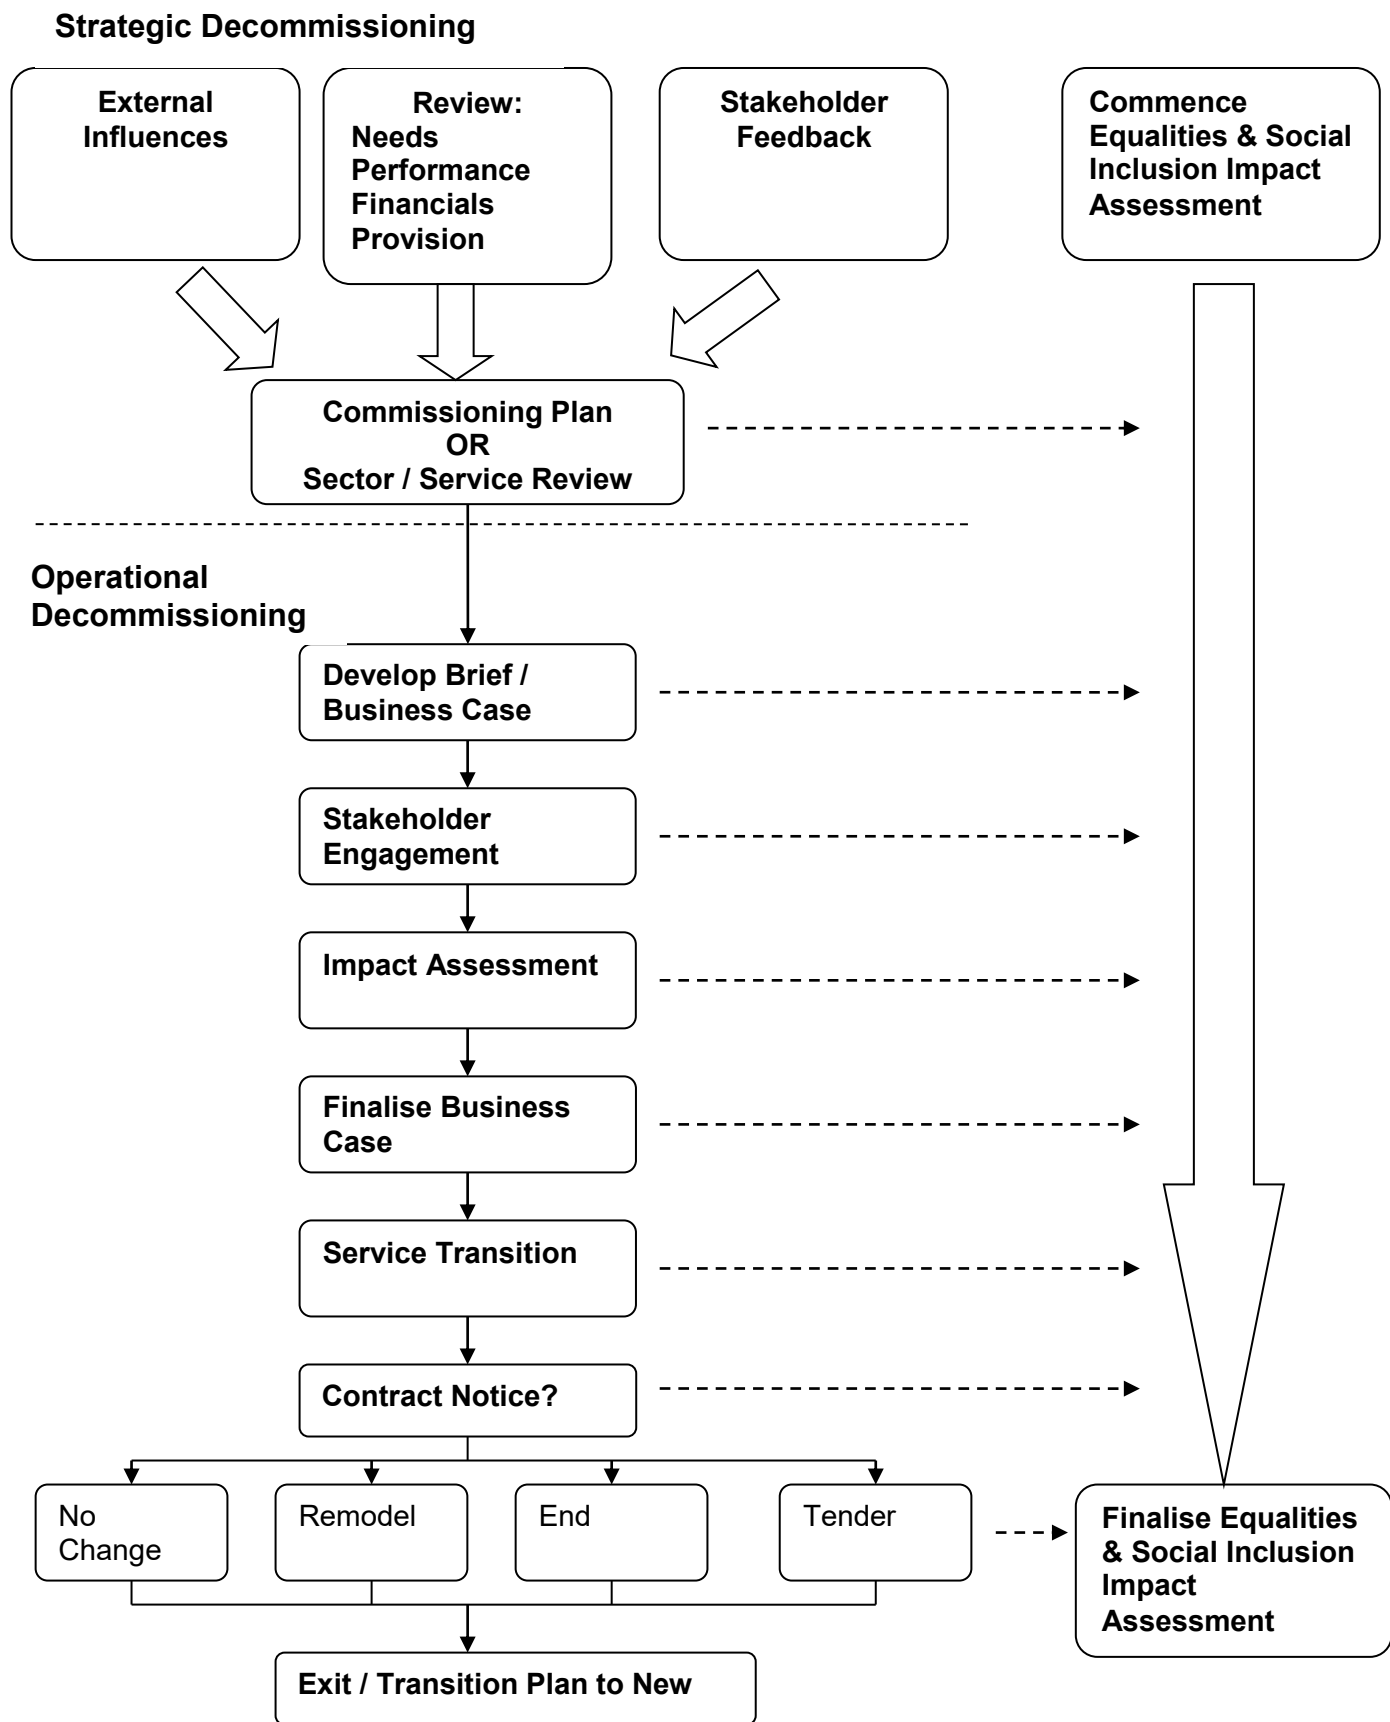 Strategic Decommissioning
External
Influences
Review:
Needs
Performance
Financials
Provision
Stakeholder
Feedback
Commence
Equalities & Social
Inclusion Impact
Assessment
Commissioning Plan
OR
Sector / Service Review
Operational
Decommissioning
Develop Brief /
Business Case
Stakeholder
Engagement
Impact Assessment
Finalise Business
Case
Service Transition
Contract Notice?
No
Change
Remodel
End
Tender
Finalise Equalities
& Social Inclusion
Impact
Assessment
Exit / Transition Plan to New